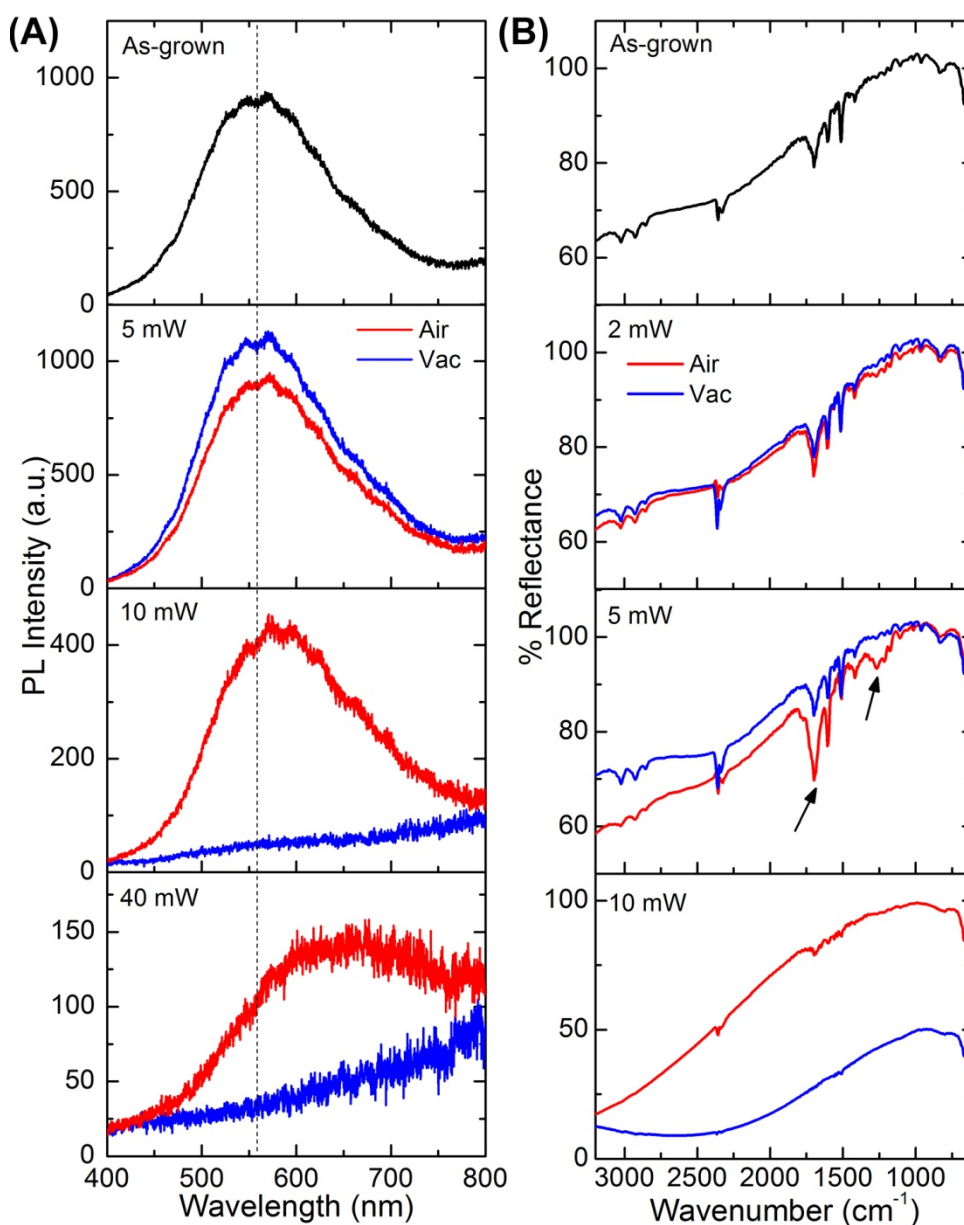 (A)
As-grown
1000
500
0
5 mW
Air
Vac
1000
500
0
10 mW
400
200
0
40 mW
150
100
50
0
400 500 600 700 800
Wavelength (nm)
PL Intensity (a.u.)
(B)
As-grown
100
80
60
2 mW
Air
Vac
100
80
60
5 mW
100
80
60
10 mW
100
50
0
3000 2500 2000 1500 1000
Wavenumber (cm⁻¹)
% Reflectance